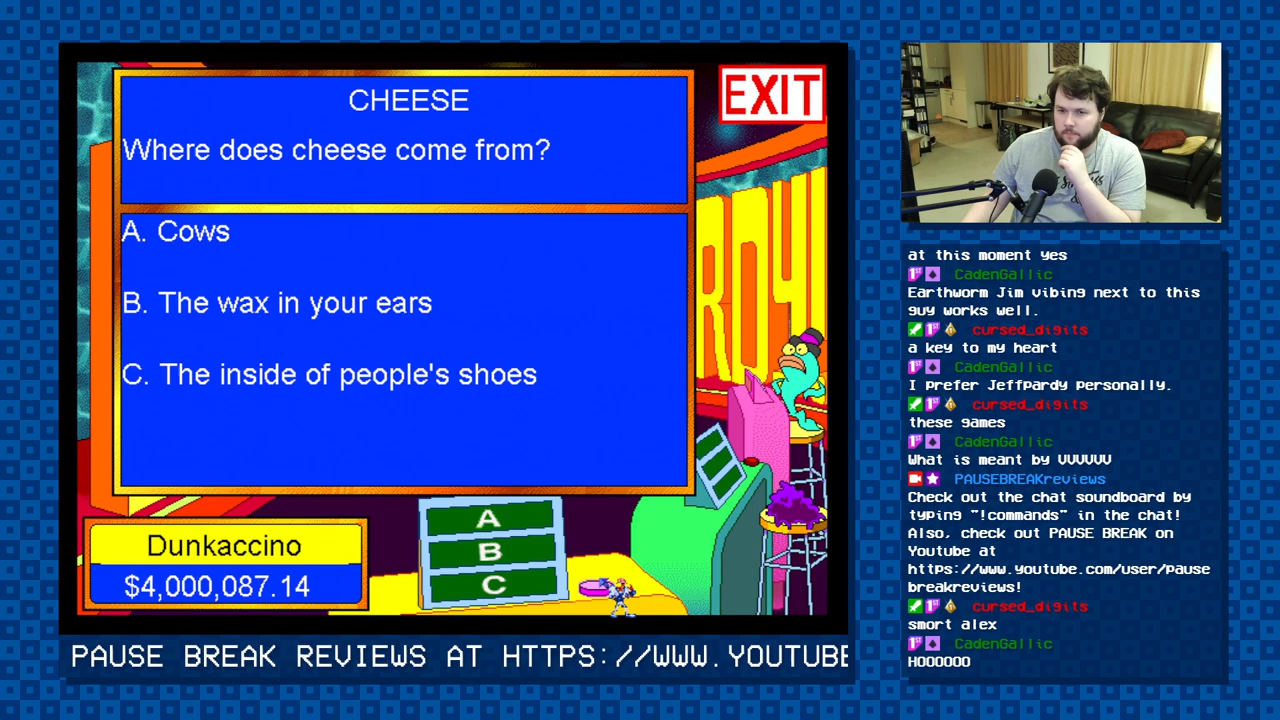 CHEESE
Where does cheese come from?
EXIT
A. Cows
B. The wax in your ears
C. The inside of people's shoes
RDY
Dunkaccino
$4,000,087.14
A
B
C
PAUSE BREAK REVIEWS AT HTTPS://WWW.YOUTUBE
at this moment yes
CadenGallic
Earthworm Jim vibing next to this
guy works well.
cursed_digits
a key to my heart
CadenGallic
I prefer Jeffpardy personally.
cursed_digits
these games
CadenGallic
What is meant by VVVVVV
PAUSEBREAKreviews
Check out the chat soundboard by
typing "!commands" in the chat!
Also, check out PAUSE BREAK on
Youtube at
https://www.youtube.com/user/pause
breakreviews!
cursed_digits
smort alex
CadenGallic
HOOOOOO